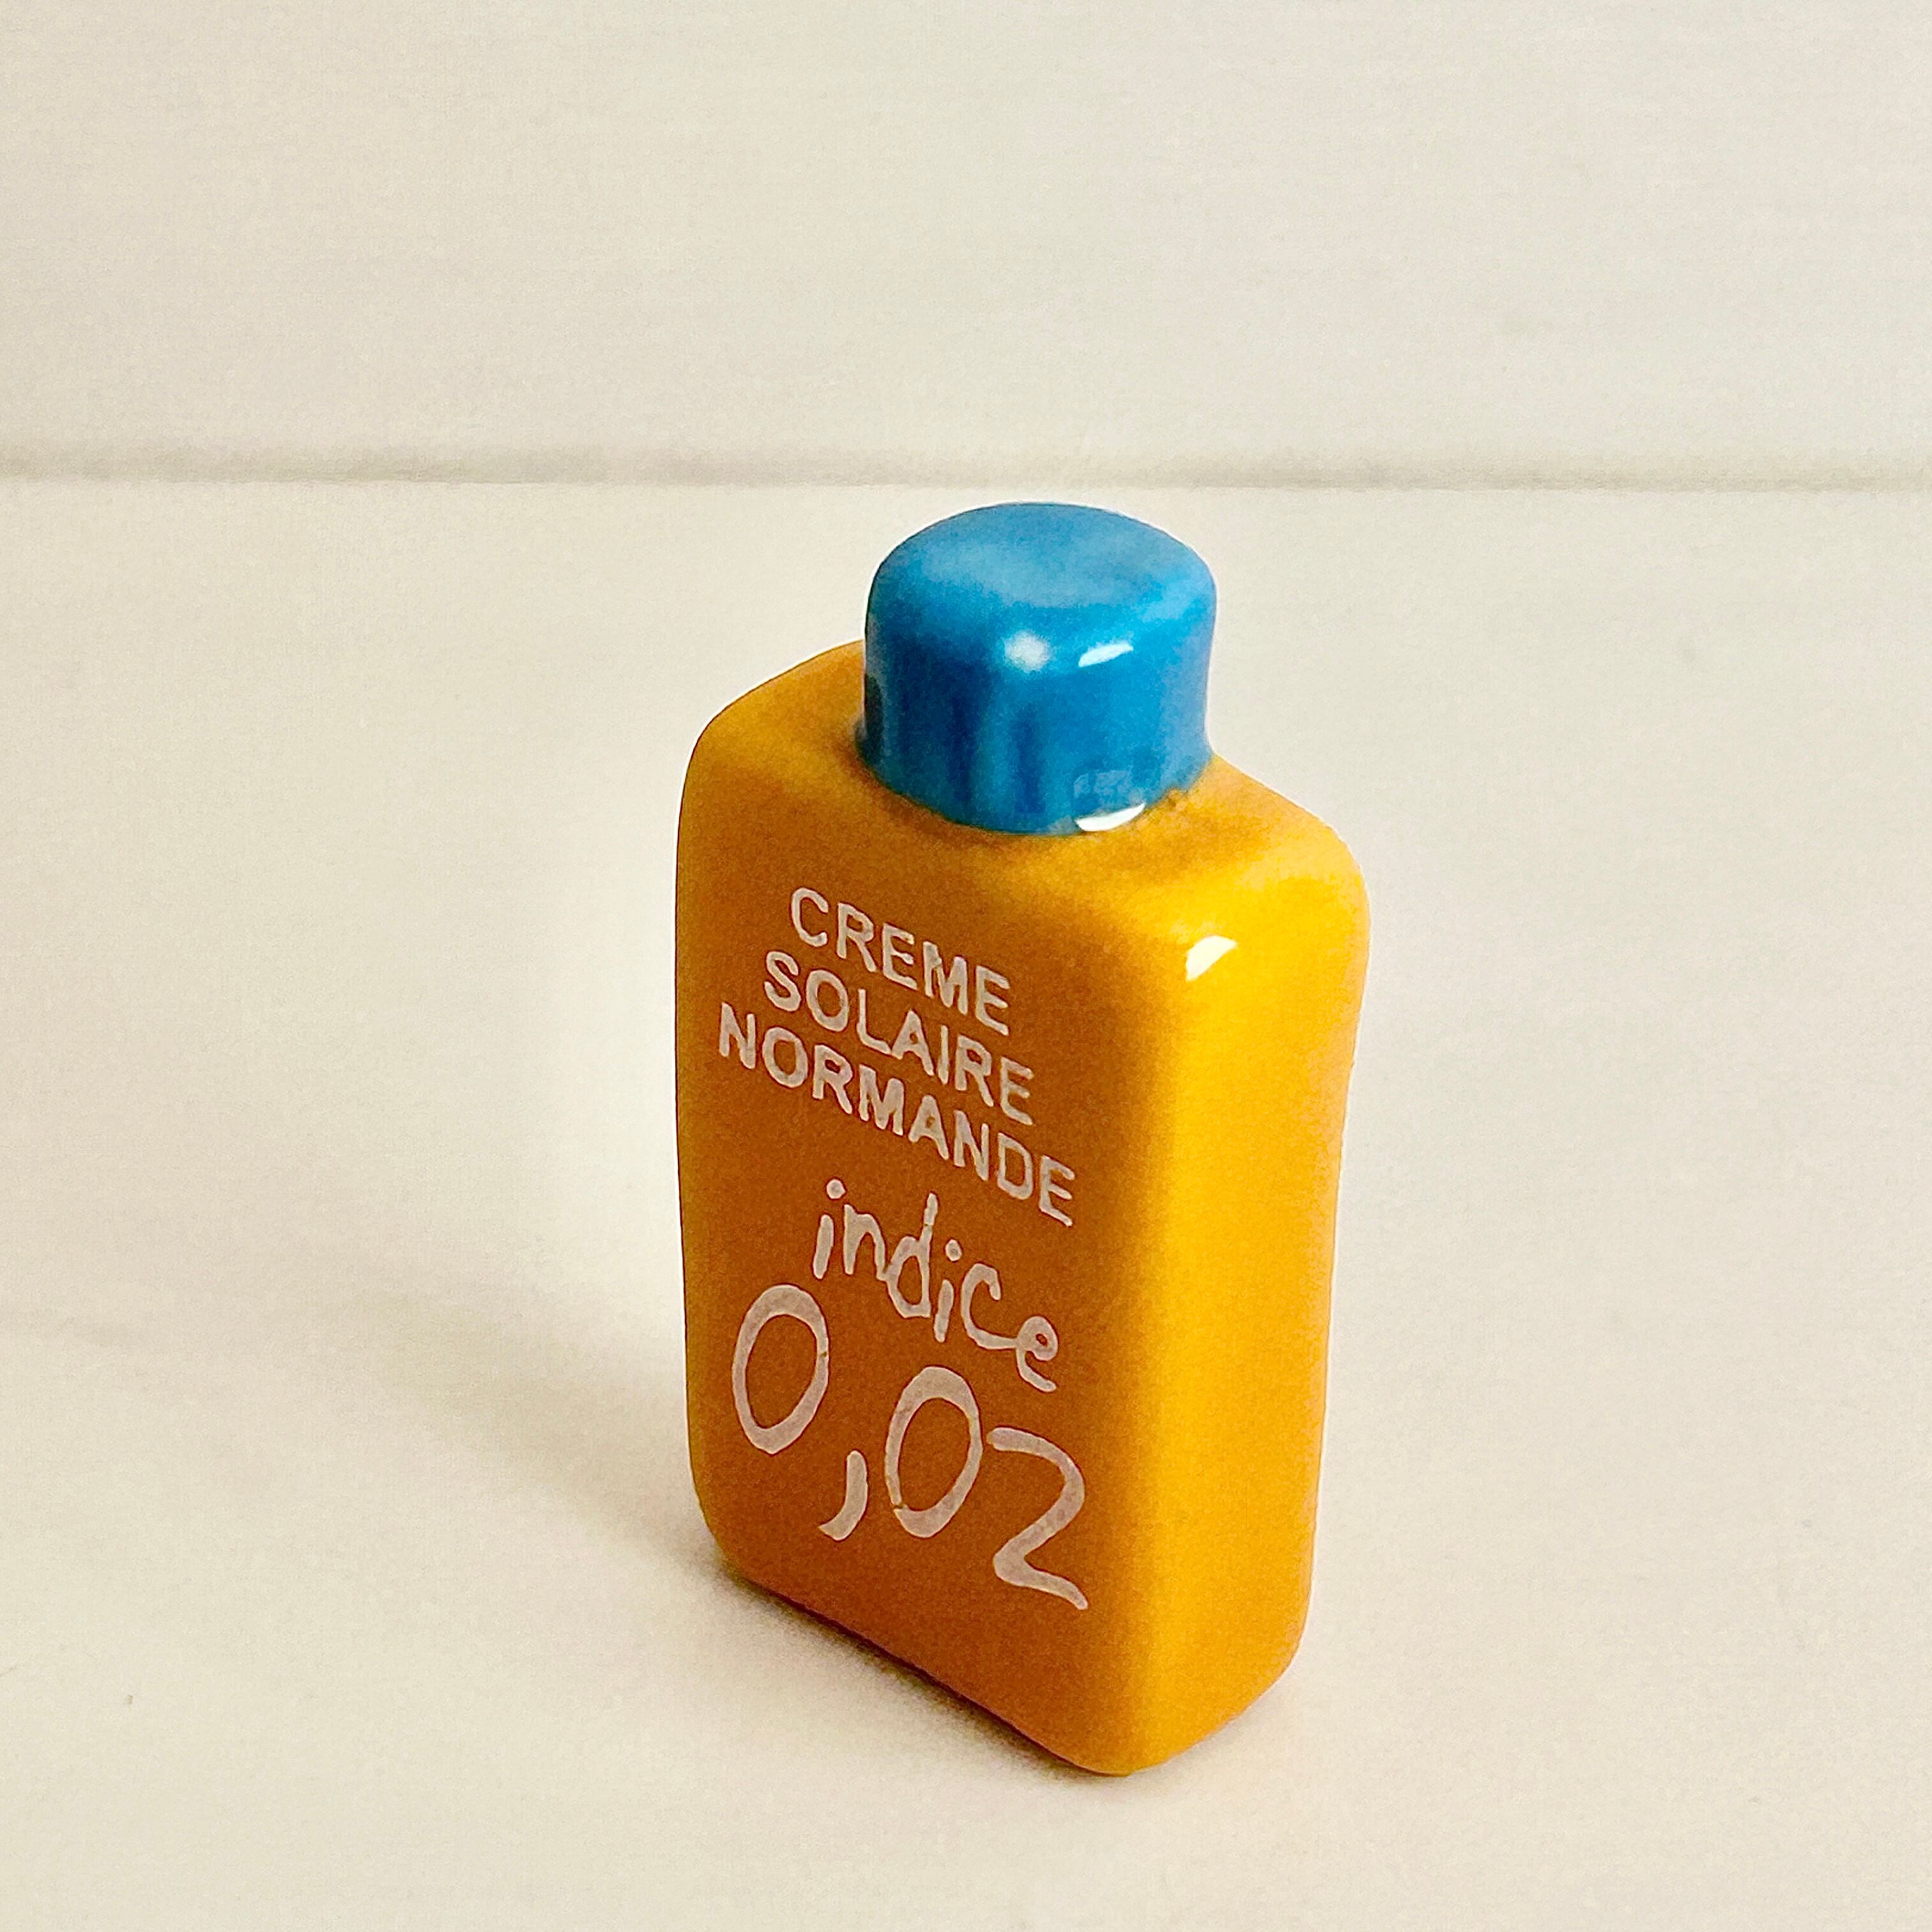 CREME
SOLAIRE
NORMANDE
indice
0,02